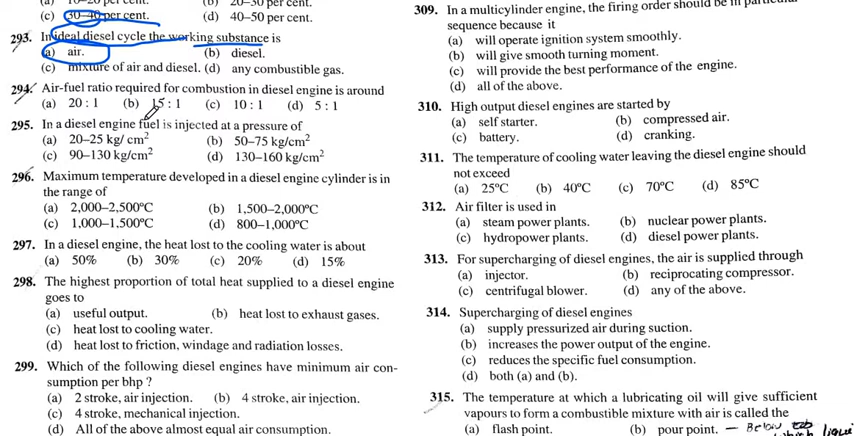 (a) 10–20 per cent. (b) 20–30 per cent.
(c) 30–40 per cent. (d) 40–50 per cent.
293. In ideal diesel cycle the working substance is
(a) air. (b) diesel.
(c) mixture of air and diesel. (d) any combustible gas.
294. Air-fuel ratio required for combustion in diesel engine is around
(a) 20 : 1 (b) 15 : 1 (c) 10 : 1 (d) 5 : 1
295. In a diesel engine fuel is injected at a pressure of
(a) 20–25 kg/ cm² (b) 50–75 kg/cm²
(c) 90–130 kg/cm² (d) 130–160 kg/cm²
296. Maximum temperature developed in a diesel engine cylinder is in
the range of
(a) 2,000–2,500°C (b) 1,500–2,000°C
(c) 1,000–1,500°C (d) 800–1,000°C
297. In a diesel engine, the heat lost to the cooling water is about
(a) 50% (b) 30% (c) 20% (d) 15%
298. The highest proportion of total heat supplied to a diesel engine
goes to
(a) useful output. (b) heat lost to exhaust gases.
(c) heat lost to cooling water.
(d) heat lost to friction, windage and radiation losses.
299. Which of the following diesel engines have minimum air con-
sumption per bhp ?
(a) 2 stroke, air injection. (b) 4 stroke, air injection.
(c) 4 stroke, mechanical injection.
(d) All of the above almost equal air consumption.
309. In a multicylinder engine, the firing order should be in
sequence because it
(a) will operate ignition system smoothly.
(b) will give smooth turning moment.
(c) will provide the best performance of the engine.
(d) all of the above.
310. High output diesel engines are started by
(a) self starter. (b) compressed air.
(c) battery. (d) cranking.
311. The temperature of cooling water leaving the diesel engine should
not exceed
(a) 25°C (b) 40°C (c) 70°C (d) 85°C
312. Air filter is used in
(a) steam power plants. (b) nuclear power plants.
(c) hydropower plants. (d) diesel power plants.
313. For supercharging of diesel engines, the air is supplied through
(a) injector. (b) reciprocating compressor.
(c) centrifugal blower. (d) any of the above.
314. Supercharging of diesel engines
(a) supply pressurized air during suction.
(b) increases the power output of the engine.
(c) reduces the specific fuel consumption.
(d) both (a) and (b).
315. The temperature at which a lubricating oil will give sufficient
vapours to form a combustible mixture with air is called the
(a) flash point. (b) pour point. — Below